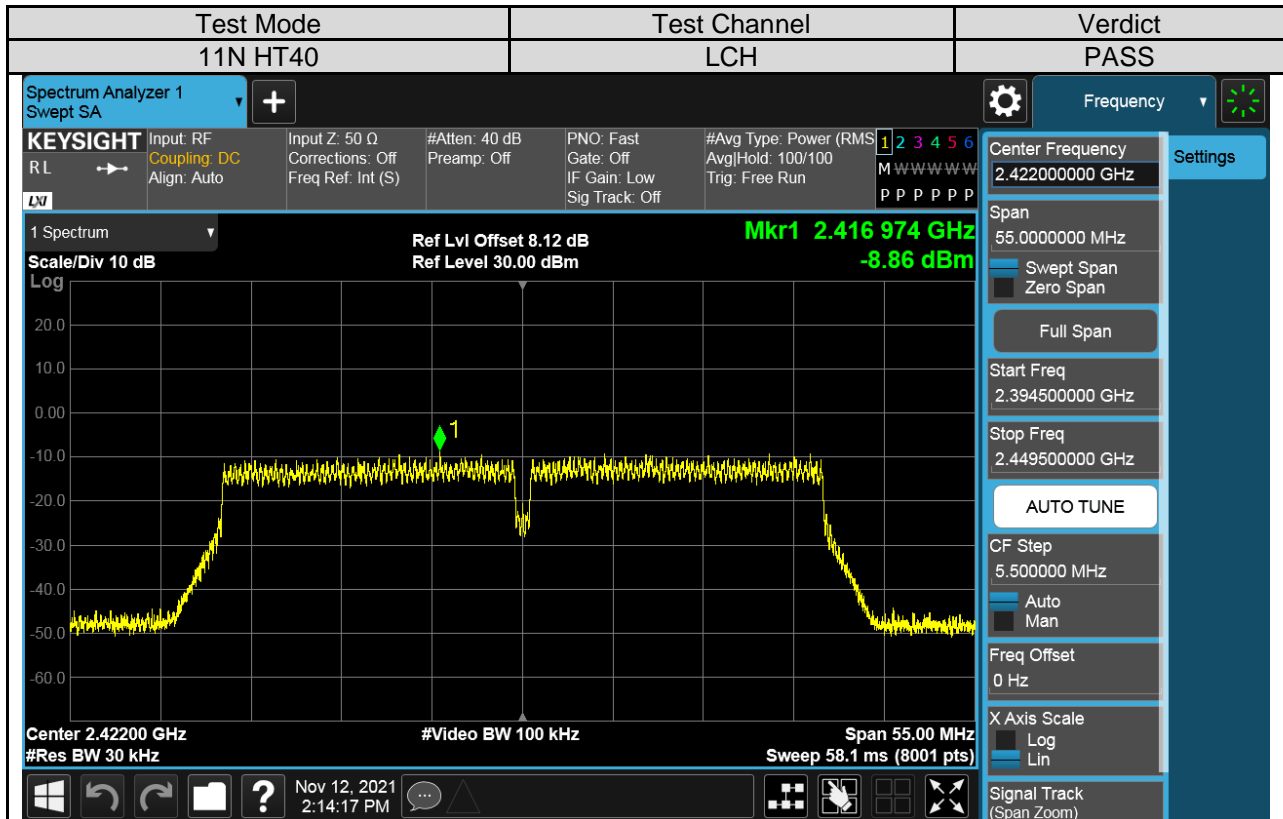 Test Mode Test Channel Verdict
11N HT40 LCH PASS
Spectrum Analyzer 1
Swept SA
+
Frequency
KEYSIGHT
RL
LXI
Input: RF
Coupling: DC
Align: Auto
Input Z: 50 Ω
Corrections: Off
Freq Ref: Int (S)
#Atten: 40 dB
Preamp: Off
PNO: Fast
Gate: Off
IF Gain: Low
Sig Track: Off
#Avg Type: Power (RMS
Avg|Hold: 100/100
Trig: Free Run
1 2 3 4 5 6
M W W W W W
P P P P P P
1 Spectrum
Scale/Div 10 dB
Log
Ref Lvl Offset 8.12 dB
Ref Level 30.00 dBm
Mkr1 2.416 974 GHz
-8.86 dBm
20.0
10.0
0.00
1
-10.0
-20.0
-30.0
-40.0
-50.0
-60.0
Center 2.42200 GHz
#Res BW 30 kHz
#Video BW 100 kHz
Span 55.00 MHz
Sweep 58.1 ms (8001 pts)
Center Frequency
2.422000000 GHz
Settings
Span
55.0000000 MHz
Swept Span
Zero Span
Full Span
Start Freq
2.394500000 GHz
Stop Freq
2.449500000 GHz
AUTO TUNE
CF Step
5.500000 MHz
Auto
Man
Freq Offset
0 Hz
X Axis Scale
Log
Lin
Signal Track
(Span Zoom)
?
Nov 12, 2021
2:14:17 PM